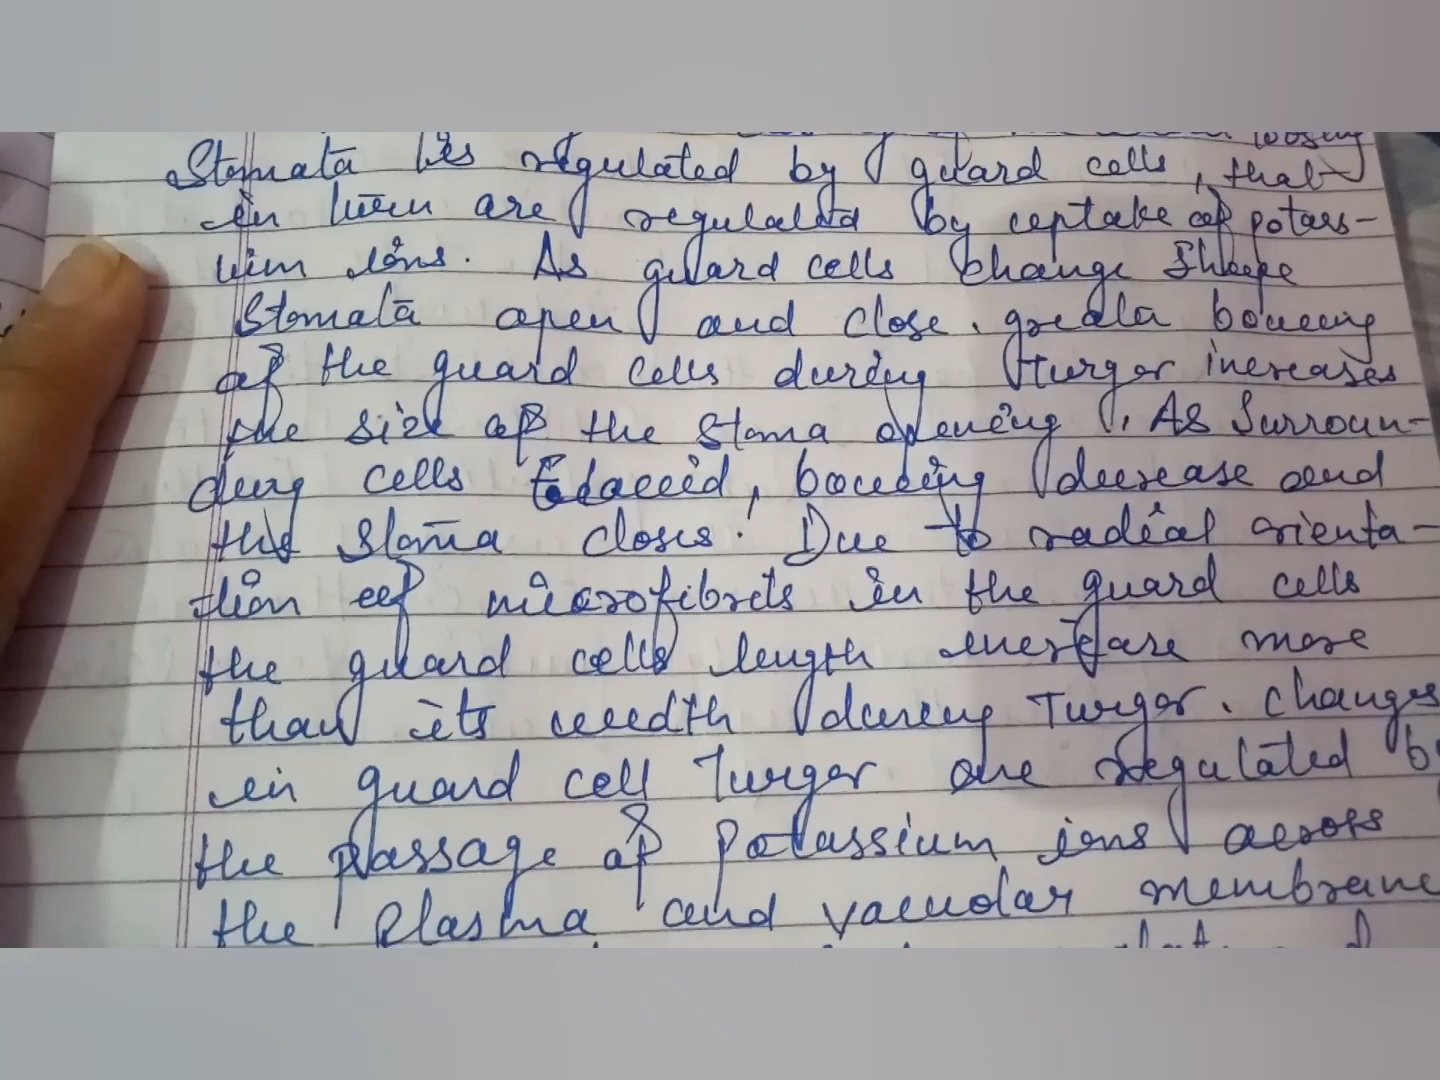 loosing
Stomata is regulated by guard cells, that
in turn are regulated by uptake of potass-
ium ions. As guard cells change shape
Stomata open and close. greata bowing
of the guard cells during turgor increases
the size of the stoma opening. As Surroun-
ding cells flaccid, bowing decrease and
the stoma closes. Due to radial orienta-
tion of microfibrils in the guard cells
the guard cells length increase more
than its width during Turgor. changes
in guard cell Turgor are regulated by
the passage of Potassium ions across
the Plasma and vacuolar membrane